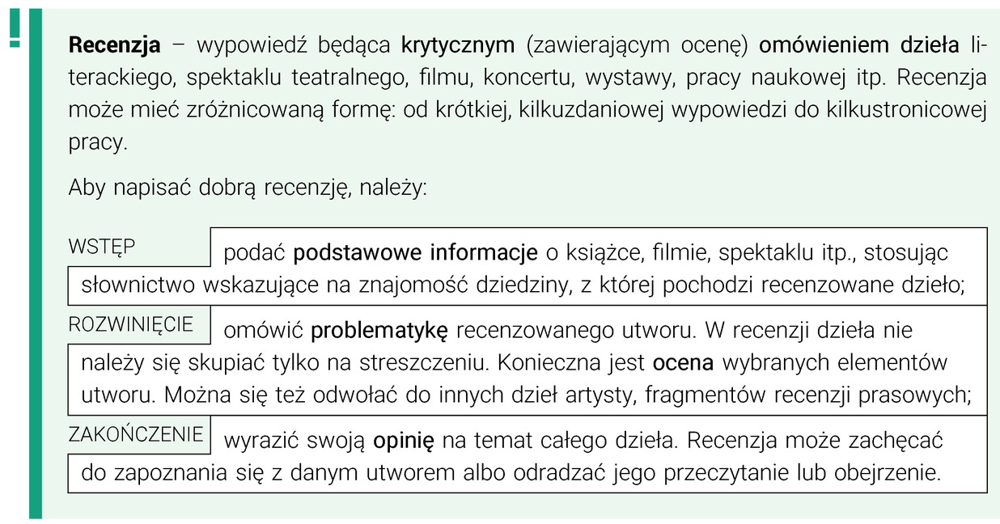 !
Recenzja – wypowiedź będąca krytycznym (zawierającym ocenę) omówieniem dzieła li-
terackiego, spektaklu teatralnego, filmu, koncertu, wystawy, pracy naukowej itp. Recenzja
może mieć zróżnicowaną formę: od krótkiej, kilkuzdaniowej wypowiedzi do kilkustronicowej
pracy.
Aby napisać dobrą recenzję, należy:
WSTĘP
podać podstawowe informacje o książce, filmie, spektaklu itp., stosując
słownictwo wskazujące na znajomość dziedziny, z której pochodzi recenzowane dzieło;
ROZWINIĘCIE
omówić problematykę recenzowanego utworu. W recenzji dzieła nie
należy się skupiać tylko na streszczeniu. Konieczna jest ocena wybranych elementów
utworu. Można się też odwołać do innych dzieł artysty, fragmentów recenzji prasowych;
ZAKOŃCZENIE
wyrazić swoją opinię na temat całego dzieła. Recenzja może zachęcać
do zapoznania się z danym utworem albo odradzać jego przeczytanie lub obejrzenie.